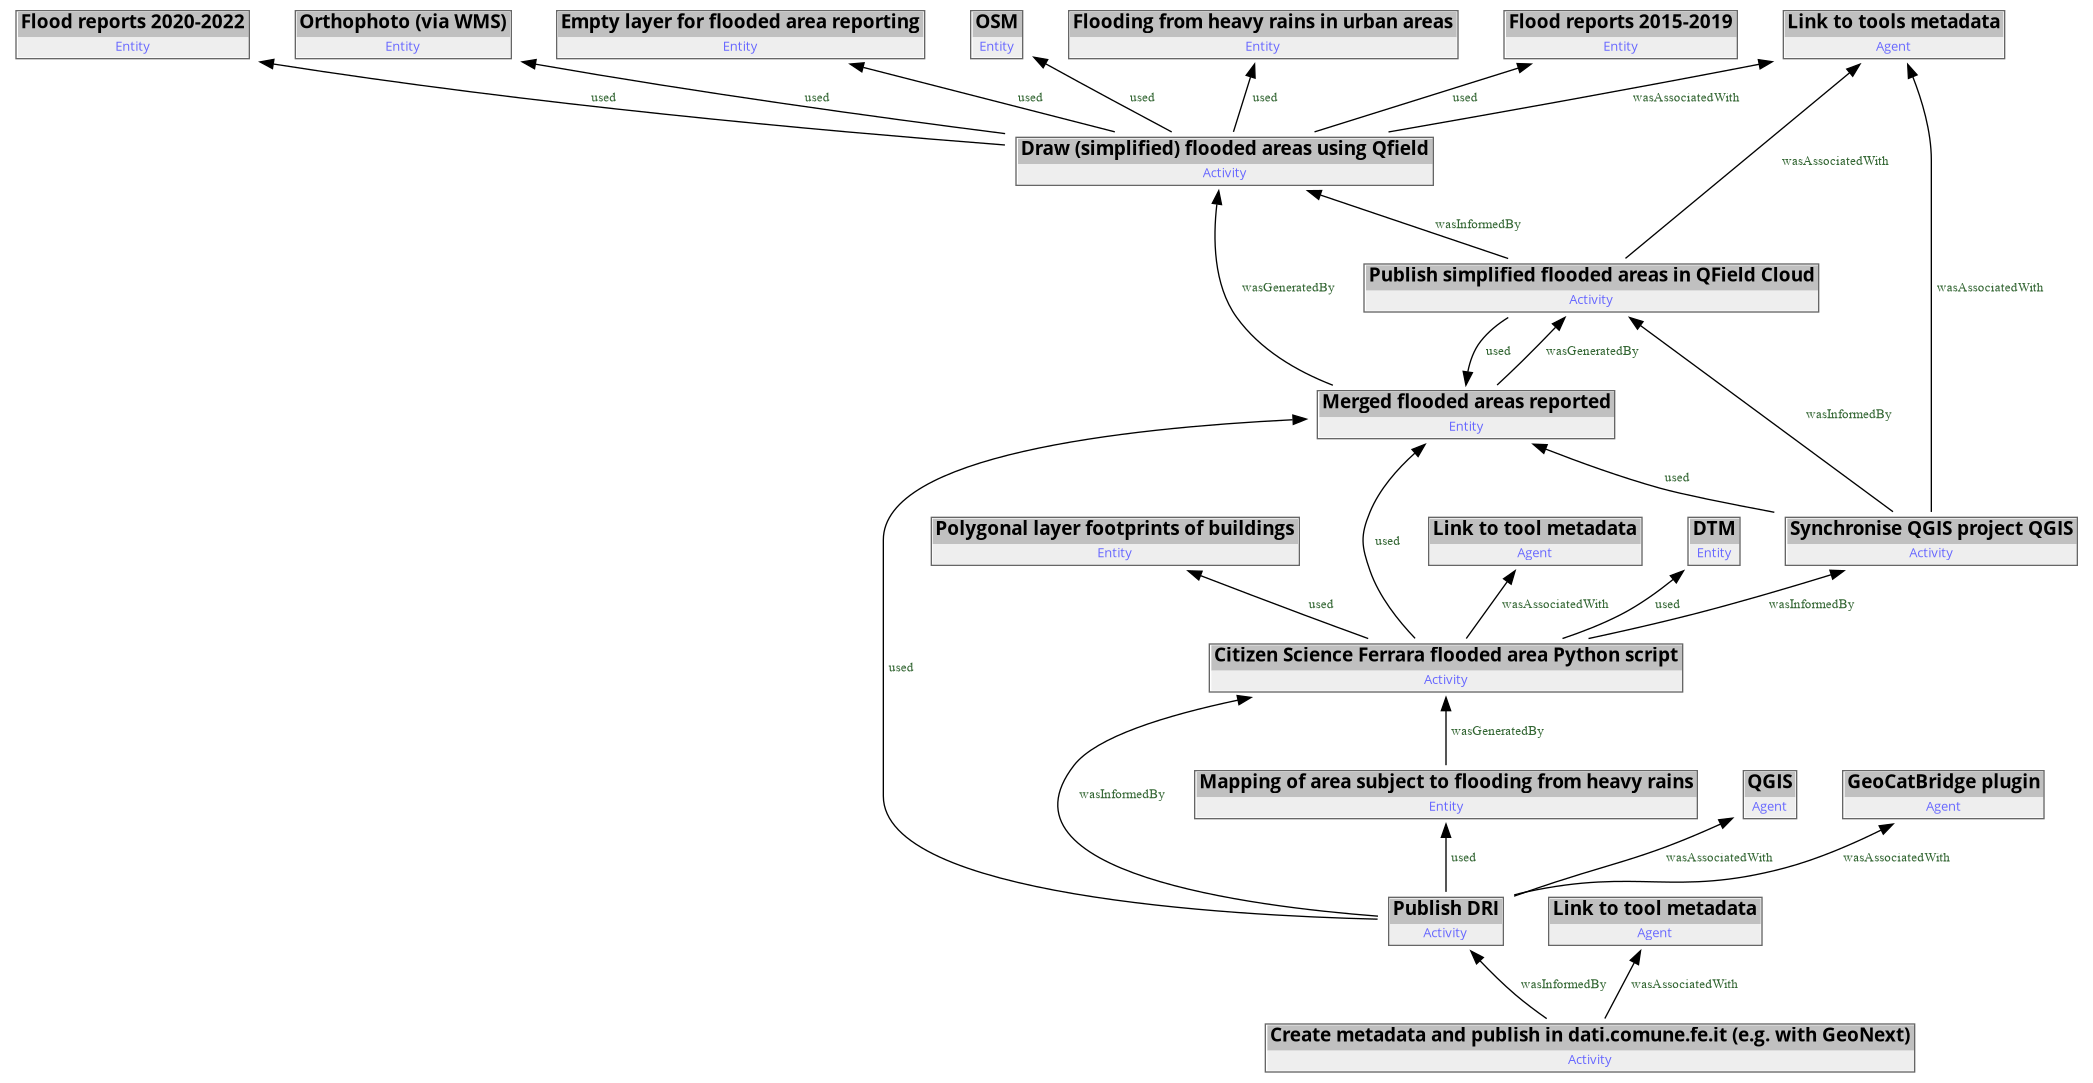 Flood reports 2020-2022
Entity
Orthophoto (via WMS)
Entity
Empty layer for flooded area reporting
Entity
OSM
Entity
Flooding from heavy rains in urban areas
Entity
Flood reports 2015-2019
Entity
Link to tools metadata
Agent
used
used
used
used
used
used
wasAssociatedWith
Draw (simplified) flooded areas using Qfield
Activity
wasAssociatedWith
wasInformedBy
Publish simplified flooded areas in QField Cloud
Activity
wasGeneratedBy
wasAssociatedWith
used
wasGeneratedBy
Merged flooded areas reported
Entity
wasInformedBy
used
Polygonal layer footprints of buildings
Entity
Link to tool metadata
Agent
DTM
Entity
Synchronise QGIS project QGIS
Activity
used
used
wasAssociatedWith
used
wasInformedBy
Citizen Science Ferrara flooded area Python script
Activity
used
wasGeneratedBy
wasInformedBy
Mapping of area subject to flooding from heavy rains
Entity
QGIS
Agent
GeoCatBridge plugin
Agent
used
wasAssociatedWith
wasAssociatedWith
Publish DRI
Activity
Link to tool metadata
Agent
wasInformedBy
wasAssociatedWith
Create metadata and publish in dati.comune.fe.it (e.g. with GeoNext)
Activity